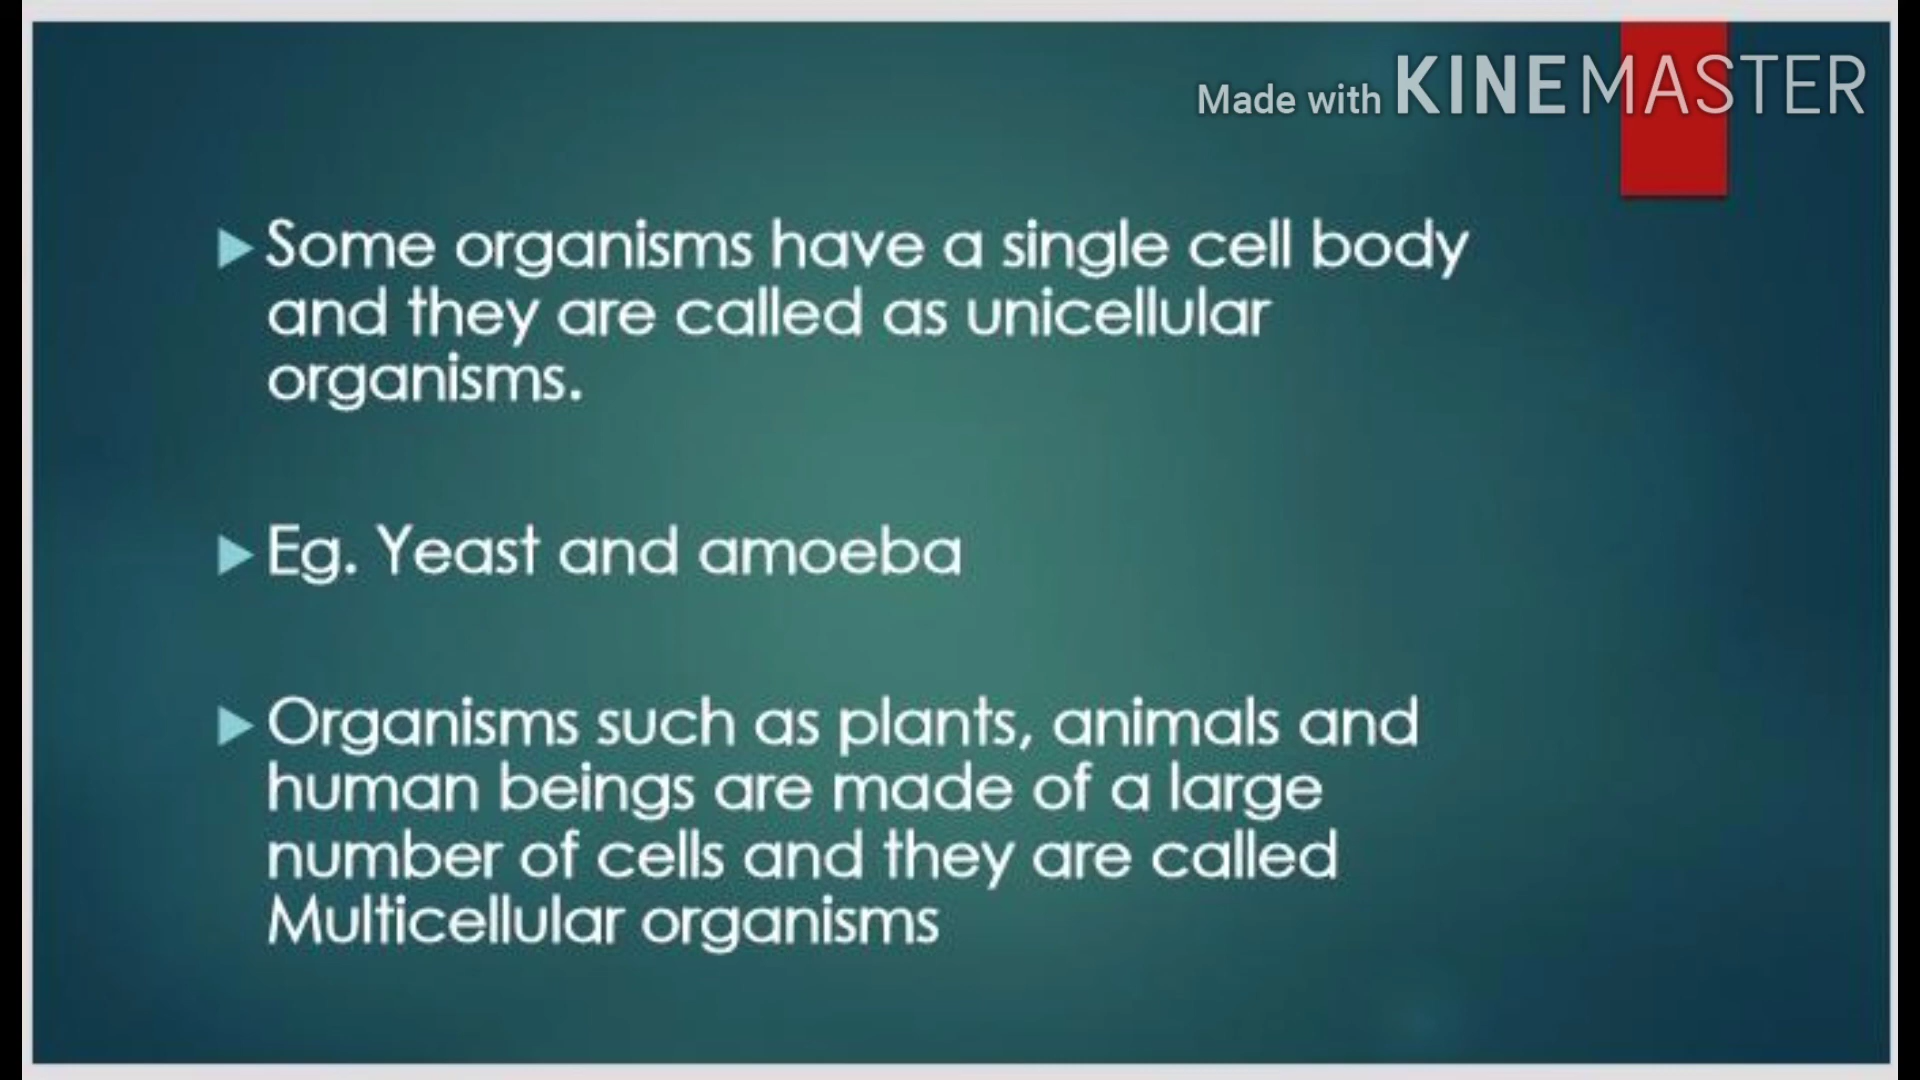 Made with KINEMASTER
Some organisms have a single cell body
and they are called as unicellular
organisms.
Eg. Yeast and amoeba
Organisms such as plants, animals and
human beings are made of a large
number of cells and they are called
Multicellular organisms